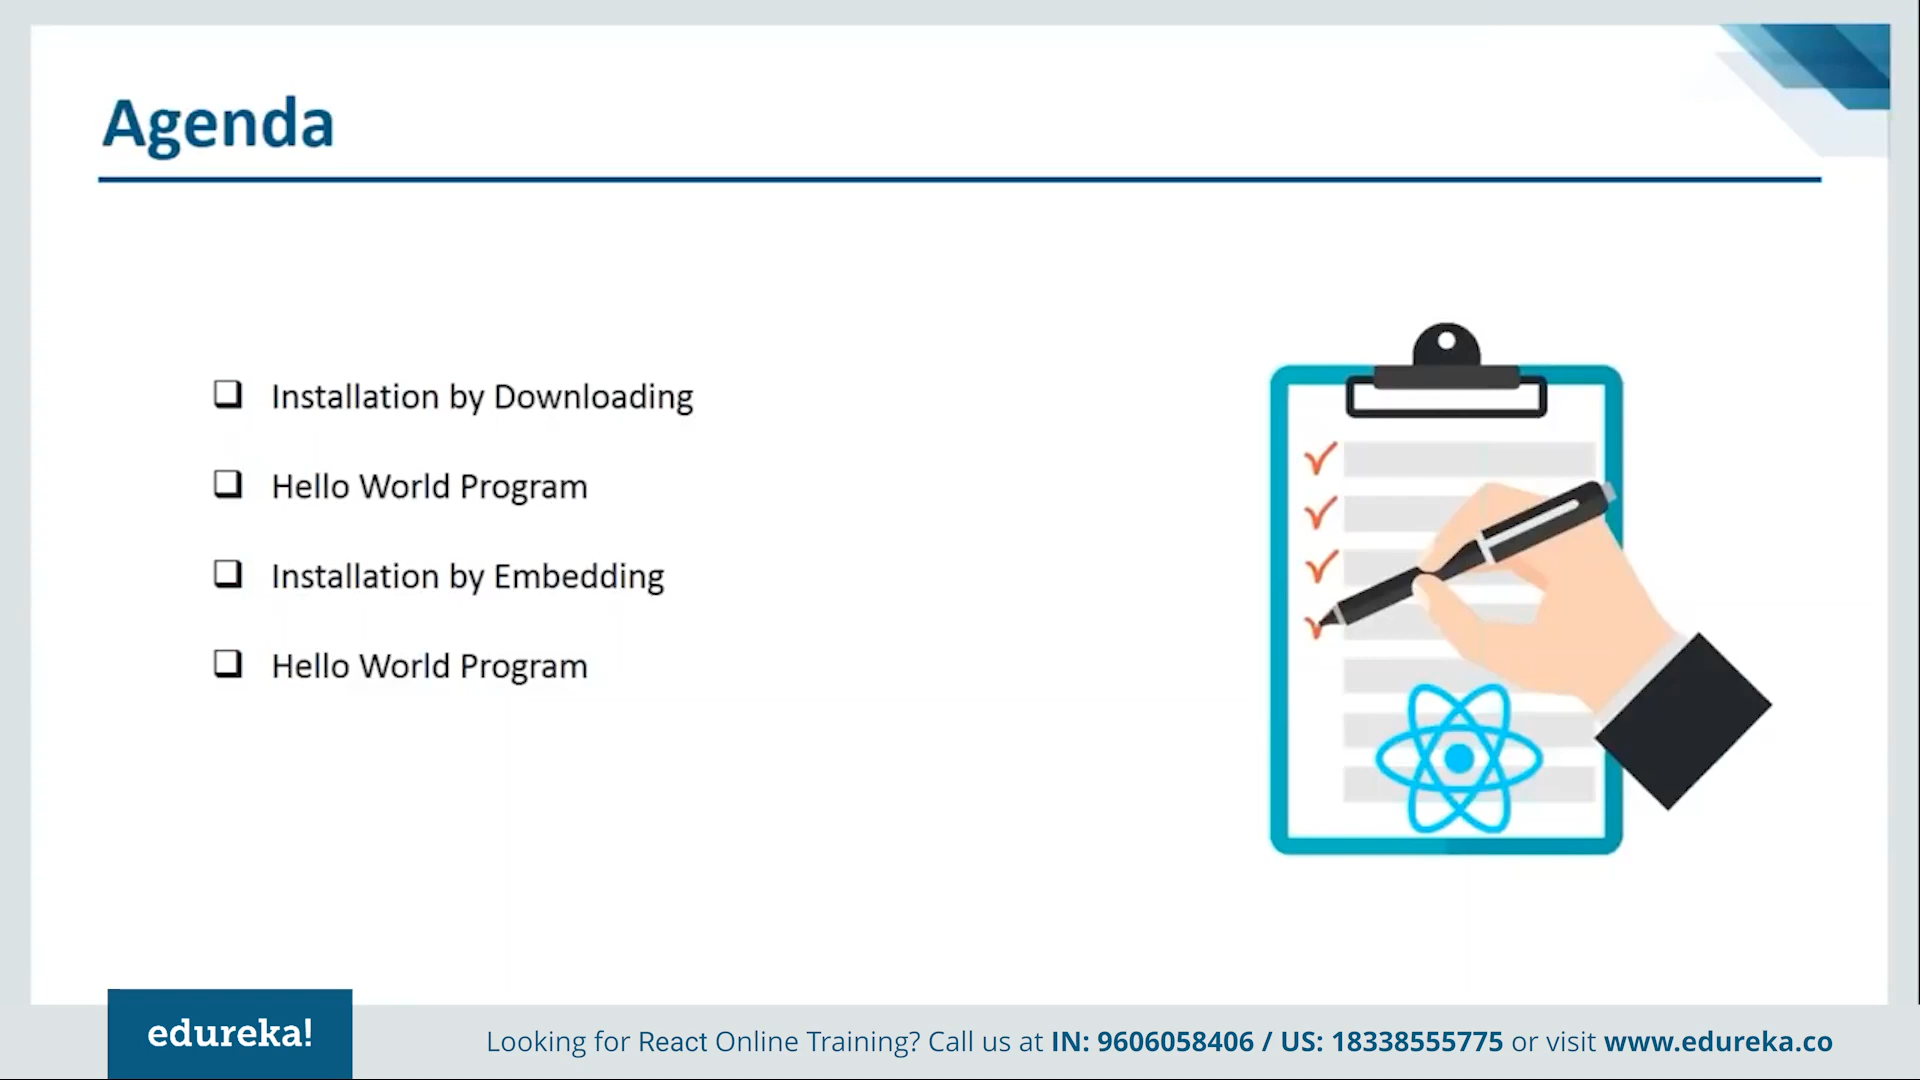 Agenda
Installation by Downloading
Hello World Program
Installation by Embedding
Hello World Program
edureka!
Looking for React Online Training? Call us at IN: 9606058406 / US: 18338555775 or visit www.edureka.co